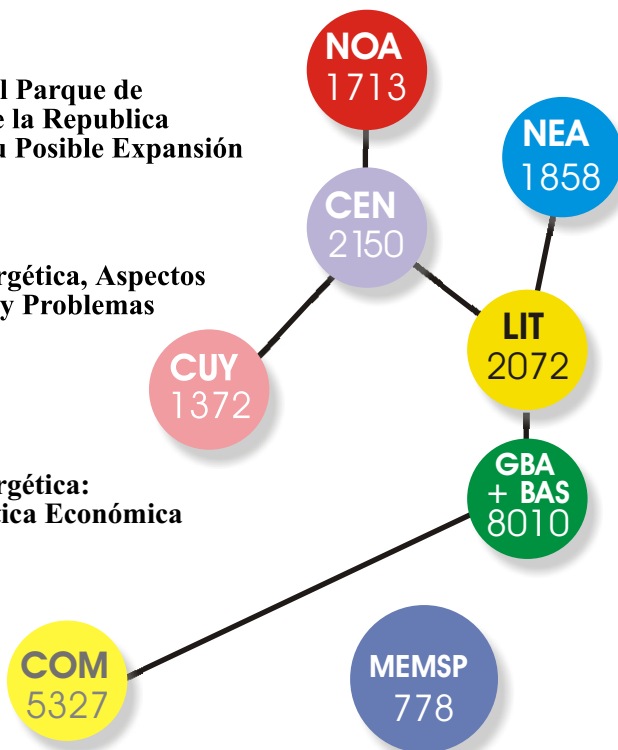 l Parque de
e la Republica
u Posible Expansión
rgética, Aspectos
y Problemas
rgética:
tica Económica
NOA
1713
NEA
1858
CEN
2150
LIT
2072
CUY
1372
GBA
+ BAS
8010
COM
5327
MEMSP
778